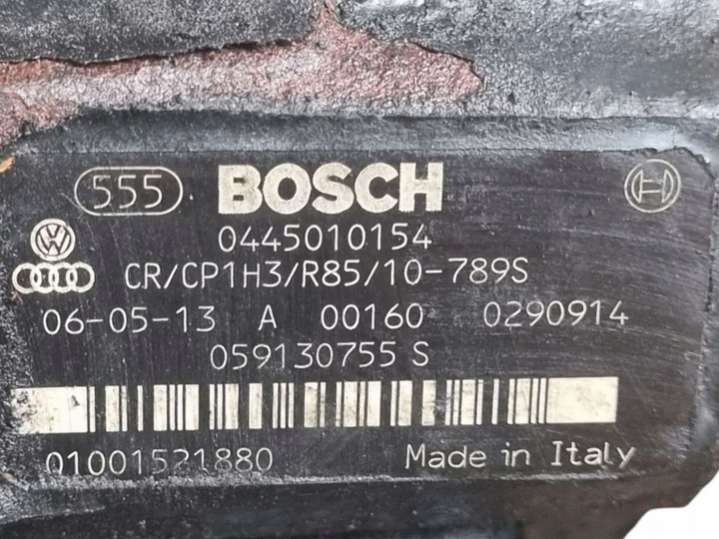 555 BOSCH
0445010154
CR/CP1H3/R85/10-789S
06-05-13 A 00160 0290914
059130755 S
01001521880 Made in Italy